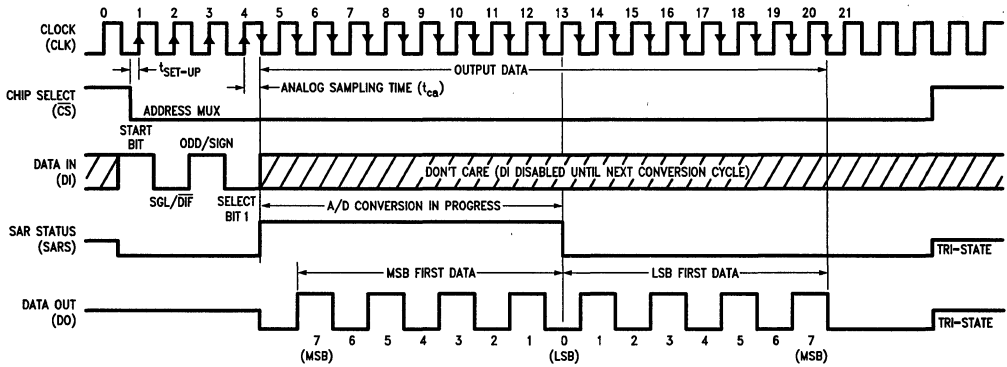 0 1 2 3 4 5 6 7 8 9 10 11 12 13 14 15 16 17 18 19 20 21
CLOCK
(CLK)
tSET-UP
OUTPUT DATA
ANALOG SAMPLING TIME (tca)
CHIP SELECT
(C̅S̅)
ADDRESS MUX
START
BIT
ODD/SIGN
DATA IN
(DI)
DON'T CARE (DI DISABLED UNTIL NEXT CONVERSION CYCLE)
SGL/D̅I̅F̅
SELECT
BIT 1
A/D CONVERSION IN PROGRESS
SAR STATUS
(SARS)
TRI-STATE
MSB FIRST DATA
LSB FIRST DATA
DATA OUT
(DO)
TRI-STATE
7 6 5 4 3 2 1 0 1 2 3 4 5 6 7
(MSB) (LSB) (MSB)